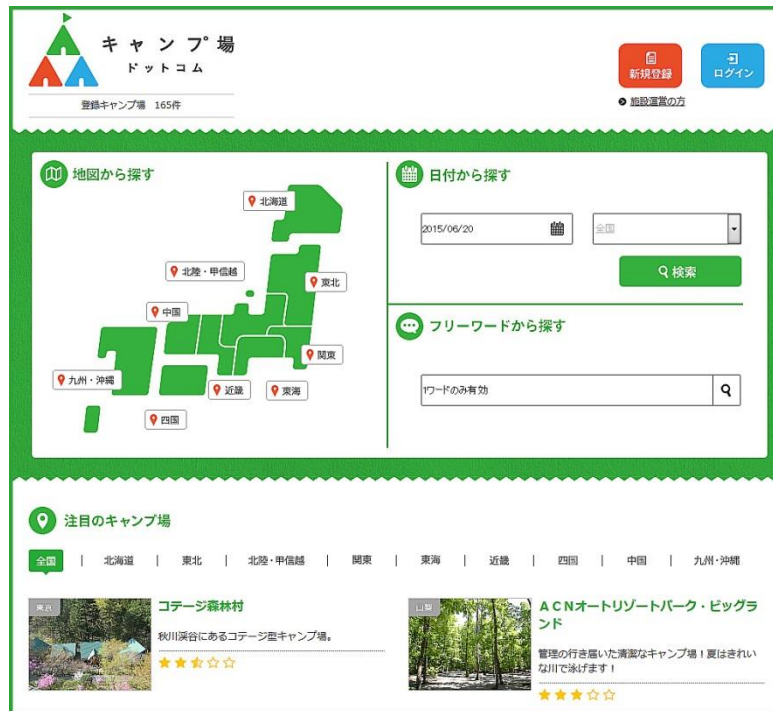 キャンプ場
ドットコム
登録キャンプ場 165件
新規登録
ログイン
施設運営の方
地図から探す
北海道
北陸・甲信越
東北
中国
関東
九州・沖縄
近畿
東海
四国
日付から探す
2015/06/20
全国
検索
フリーワードから探す
1ワードのみ有効
注目のキャンプ場
全国 | 北海道 | 東北 | 北陸・甲信越 | 関東 | 東海 | 近畿 | 四国 | 中国 | 九州・沖縄
東京
コテージ森林村
秋川渓谷にあるコテージ型キャンプ場。
山梨
ACNオートリゾートパーク・ビッグラ
ンド
管理の行き届いた清潔なキャンプ場！夏はきれい
な川で泳げます！